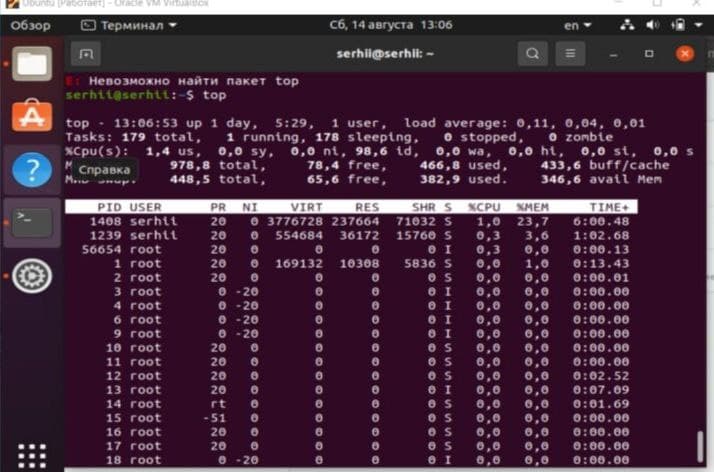 Ubuntu [Работает] - Oracle VM VirtualBox
Обзор Терминал Сб, 14 августа 13:06 en
serhii@serhii: ~
E: Невозможно найти пакет top
serhii@serhii:~$ top
top - 13:06:53 up 1 day, 5:29, 1 user, load average: 0,11, 0,04, 0,01
Tasks: 179 total, 1 running, 178 sleeping, 0 stopped, 0 zombie
%Cpu(s): 1,4 us, 0,0 sy, 0,0 ni, 98,6 id, 0,0 wa, 0,0 hi, 0,0 si, 0,0 s
978,8 total, 78,4 free, 466,8 used, 433,6 buff/cache
Справка
448,5 total, 65,6 free, 382,9 used. 346,6 avail Mem
PID USER PR NI VIRT RES SHR S %CPU %MEM TIME+
1408 serhii 20 0 3776728 237664 71032 S 1,0 23,7 6:00.48
1239 serhii 20 0 554684 36172 15760 S 0,3 3,6 1:02.68
56654 root 20 0 0 0 0 I 0,3 0,0 0:00.13
1 root 20 0 169132 10308 5836 S 0,0 1,0 0:13.43
2 root 20 0 0 0 0 S 0,0 0,0 0:00.01
3 root 0 -20 0 0 0 I 0,0 0,0 0:00.00
4 root 0 -20 0 0 0 I 0,0 0,0 0:00.00
6 root 0 -20 0 0 0 I 0,0 0,0 0:00.00
9 root 0 -20 0 0 0 I 0,0 0,0 0:00.00
10 root 20 0 0 0 0 S 0,0 0,0 0:00.00
11 root 20 0 0 0 0 S 0,0 0,0 0:00.00
12 root 20 0 0 0 0 S 0,0 0,0 0:02.52
13 root 20 0 0 0 0 I 0,0 0,0 0:07.09
14 root rt 0 0 0 0 S 0,0 0,0 0:01.69
15 root -51 0 0 0 0 S 0,0 0,0 0:00.00
16 root 20 0 0 0 0 S 0,0 0,0 0:00.00
17 root 20 0 0 0 0 S 0,0 0,0 0:00.00
18 root 0 -20 0 0 0 I 0,0 0,0 0:00.00